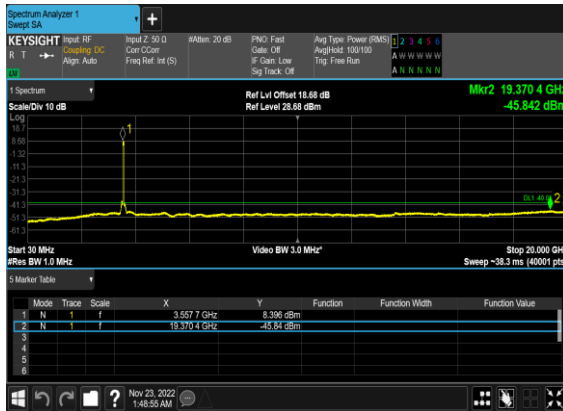 Spectrum Analyzer 1
Swept SA
KEYSIGHT Input: RF Input Z: 50 Ω #Atten: 20 dB PNO: Fast Avg Type: Power (RMS) 1 2 3 4 5 6
R T Coupling: DC Corr CCorr Gate: Off Avg|Hold: 100/100 A W W W W W
Align: Auto Freq Ref: Int (S) IF Gain: Low Trig: Free Run
Sig Track: Off A N N N N N
1 Spectrum
Ref Lvl Offset 18.68 dB Mkr2 19.370 4 GHz
Scale/Div 10 dB Ref Level 28.68 dBm -45.842 dBm
Log
18.7
1
8.68
-1.32
-11.3
-21.3
-31.3
2
-41.3
-51.3
-61.3
Start 30 MHz Video BW 3.0 MHz* Stop 20.000 GHz
#Res BW 1.0 MHz Sweep ~38.3 ms (40001 pts)
5 Marker Table
Mode Trace Scale X Y Function Function Width Function Value
1 N 1 f 3.557 7 GHz 8.396 dBm
2 N 1 f 19.370 4 GHz -45.84 dBm
3
4
5
6
?
Nov 23, 2022
1:48:55 AM